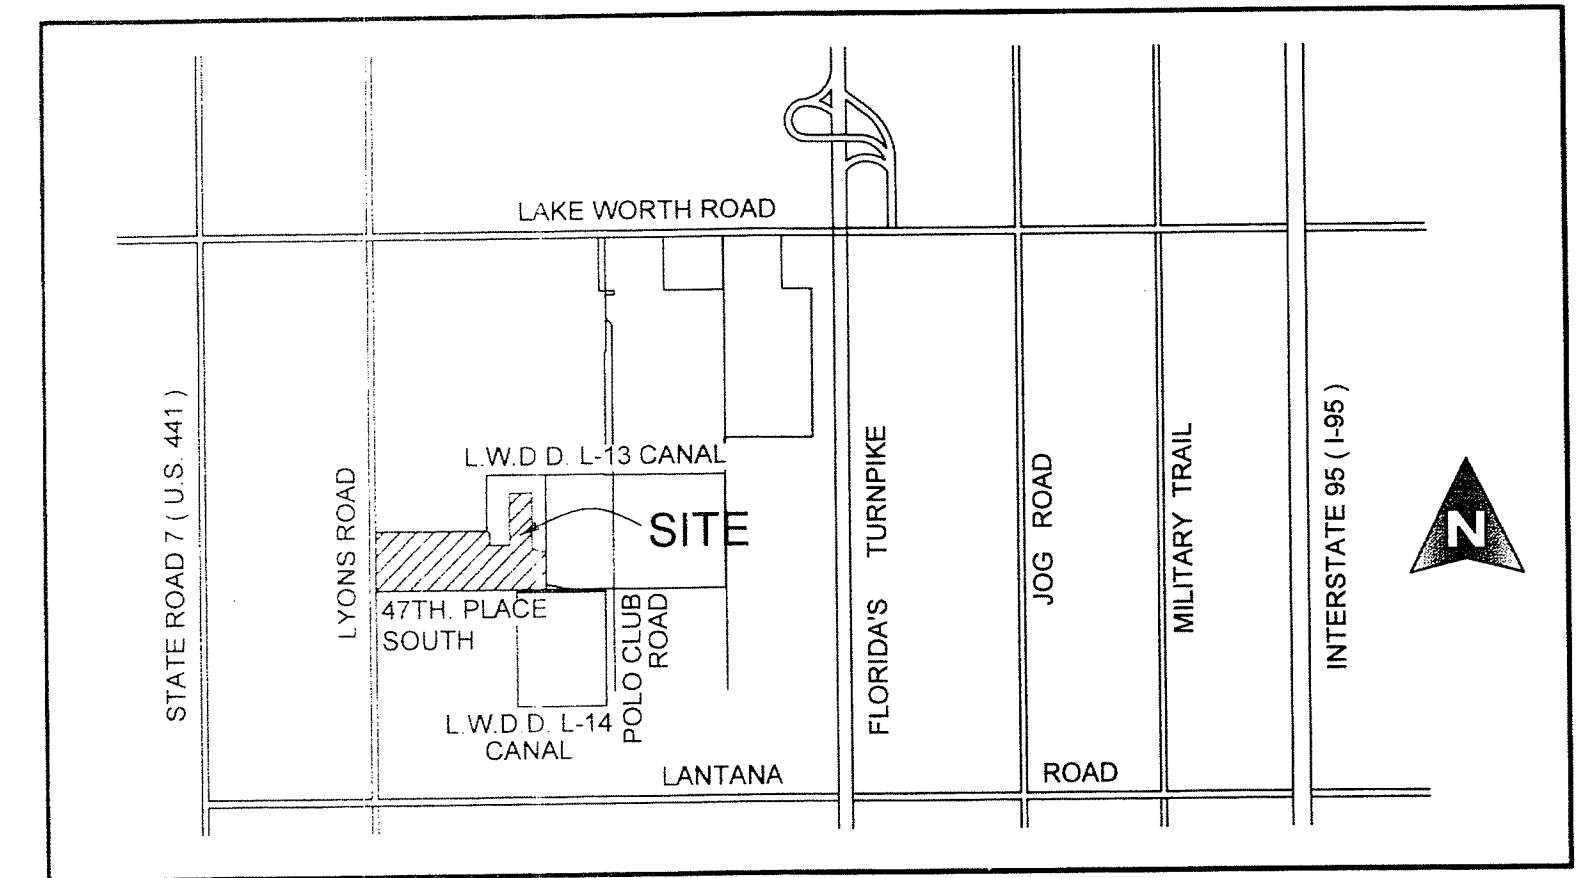 LAKE WORTH ROAD
STATE ROAD 7 ( U.S. 441 )
LYONS ROAD
L.W.D D. L-13 CANAL
SITE
47TH. PLACE
SOUTH
POLO CLUB
ROAD
L.W.D.D. L-14
CANAL
FLORIDA'S TURNPIKE
JOG ROAD
MILITARY TRAIL
INTERSTATE 95 ( I-95 )
N
LANTANA ROAD